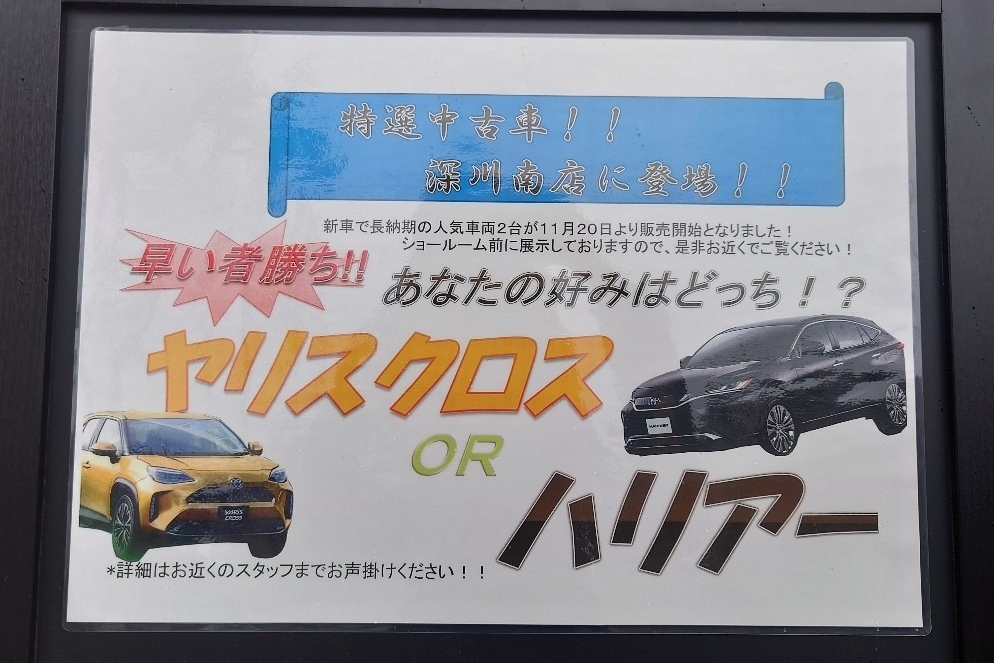 特選中古車！！
深川南店に登場！！
新車で長納期の人気車両2台が11月20日より販売開始となりました！
ショールーム前に展示しておりますので、是非お近くでご覧ください！
早い者勝ち!!
あなたの好みはどっち！？
ヤリスクロス
OR
ハリアー
YARIS
CROSS
*詳細はお近くのスタッフまでお声掛けください！！